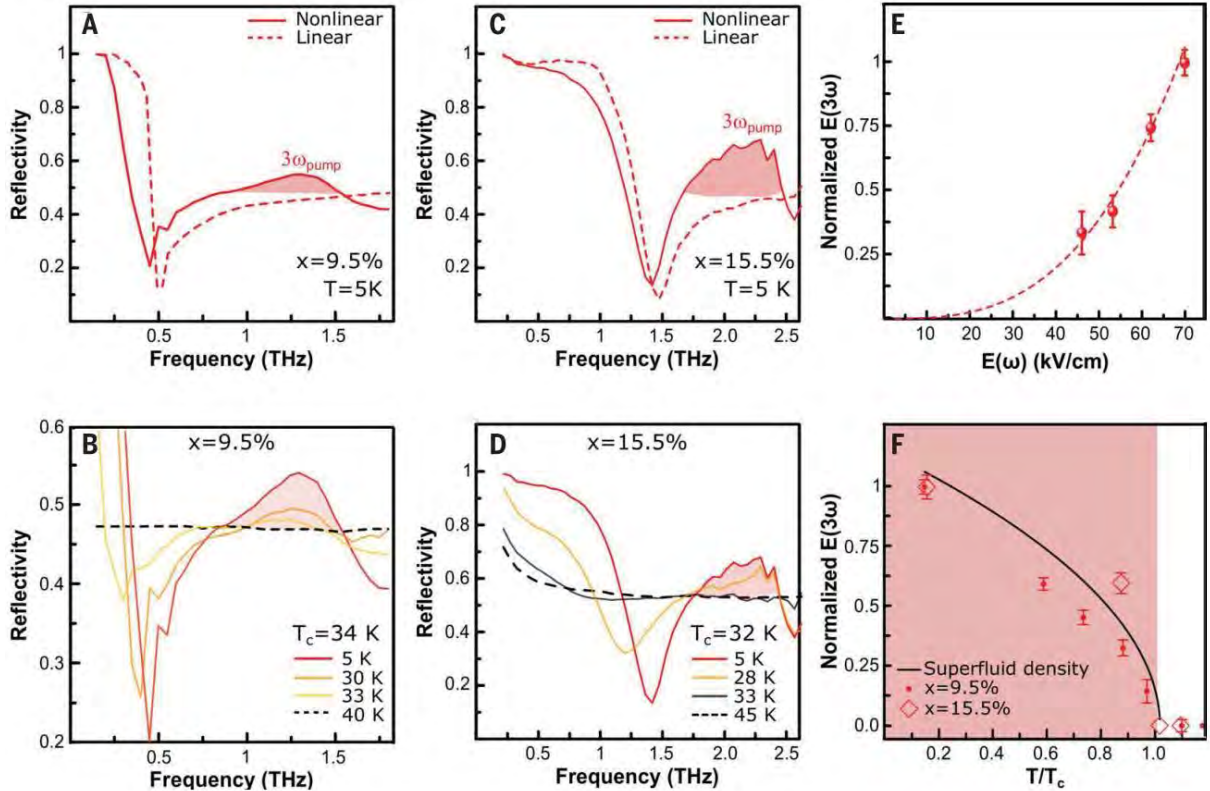 A
Nonlinear
Linear
1
0.8
0.6
0.4
0.2
Reflectivity
3ωpump
x=9.5%
T=5K
0.5
1
1.5
Frequency (THz)
C
Nonlinear
Linear
1
0.8
0.6
0.4
0.2
Reflectivity
3ωpump
x=15.5%
T=5 K
0.5
1
1.5
2.0
2.5
Frequency (THz)
E
1
0.75
0.5
0.25
Normalized E(3ω)
10
20
30
40
50
60
70
E(ω) (kV/cm)
B
x=9.5%
0.6
0.5
0.4
0.3
0.2
Reflectivity
Tc=34 K
5 K
30 K
33 K
40 K
0.5
1
1.5
Frequency (THz)
D
x=15.5%
1
0.8
0.6
0.4
0.2
Reflectivity
Tc=32 K
5 K
28 K
33 K
45 K
0.5
1
1.5
2.0
2.5
Frequency (THz)
F
1
0.75
0.5
0.25
0.0
Normalized E(3ω)
Superfluid density
x=9.5%
x=15.5%
0.2
0.4
0.6
0.8
1.0
T/Tc